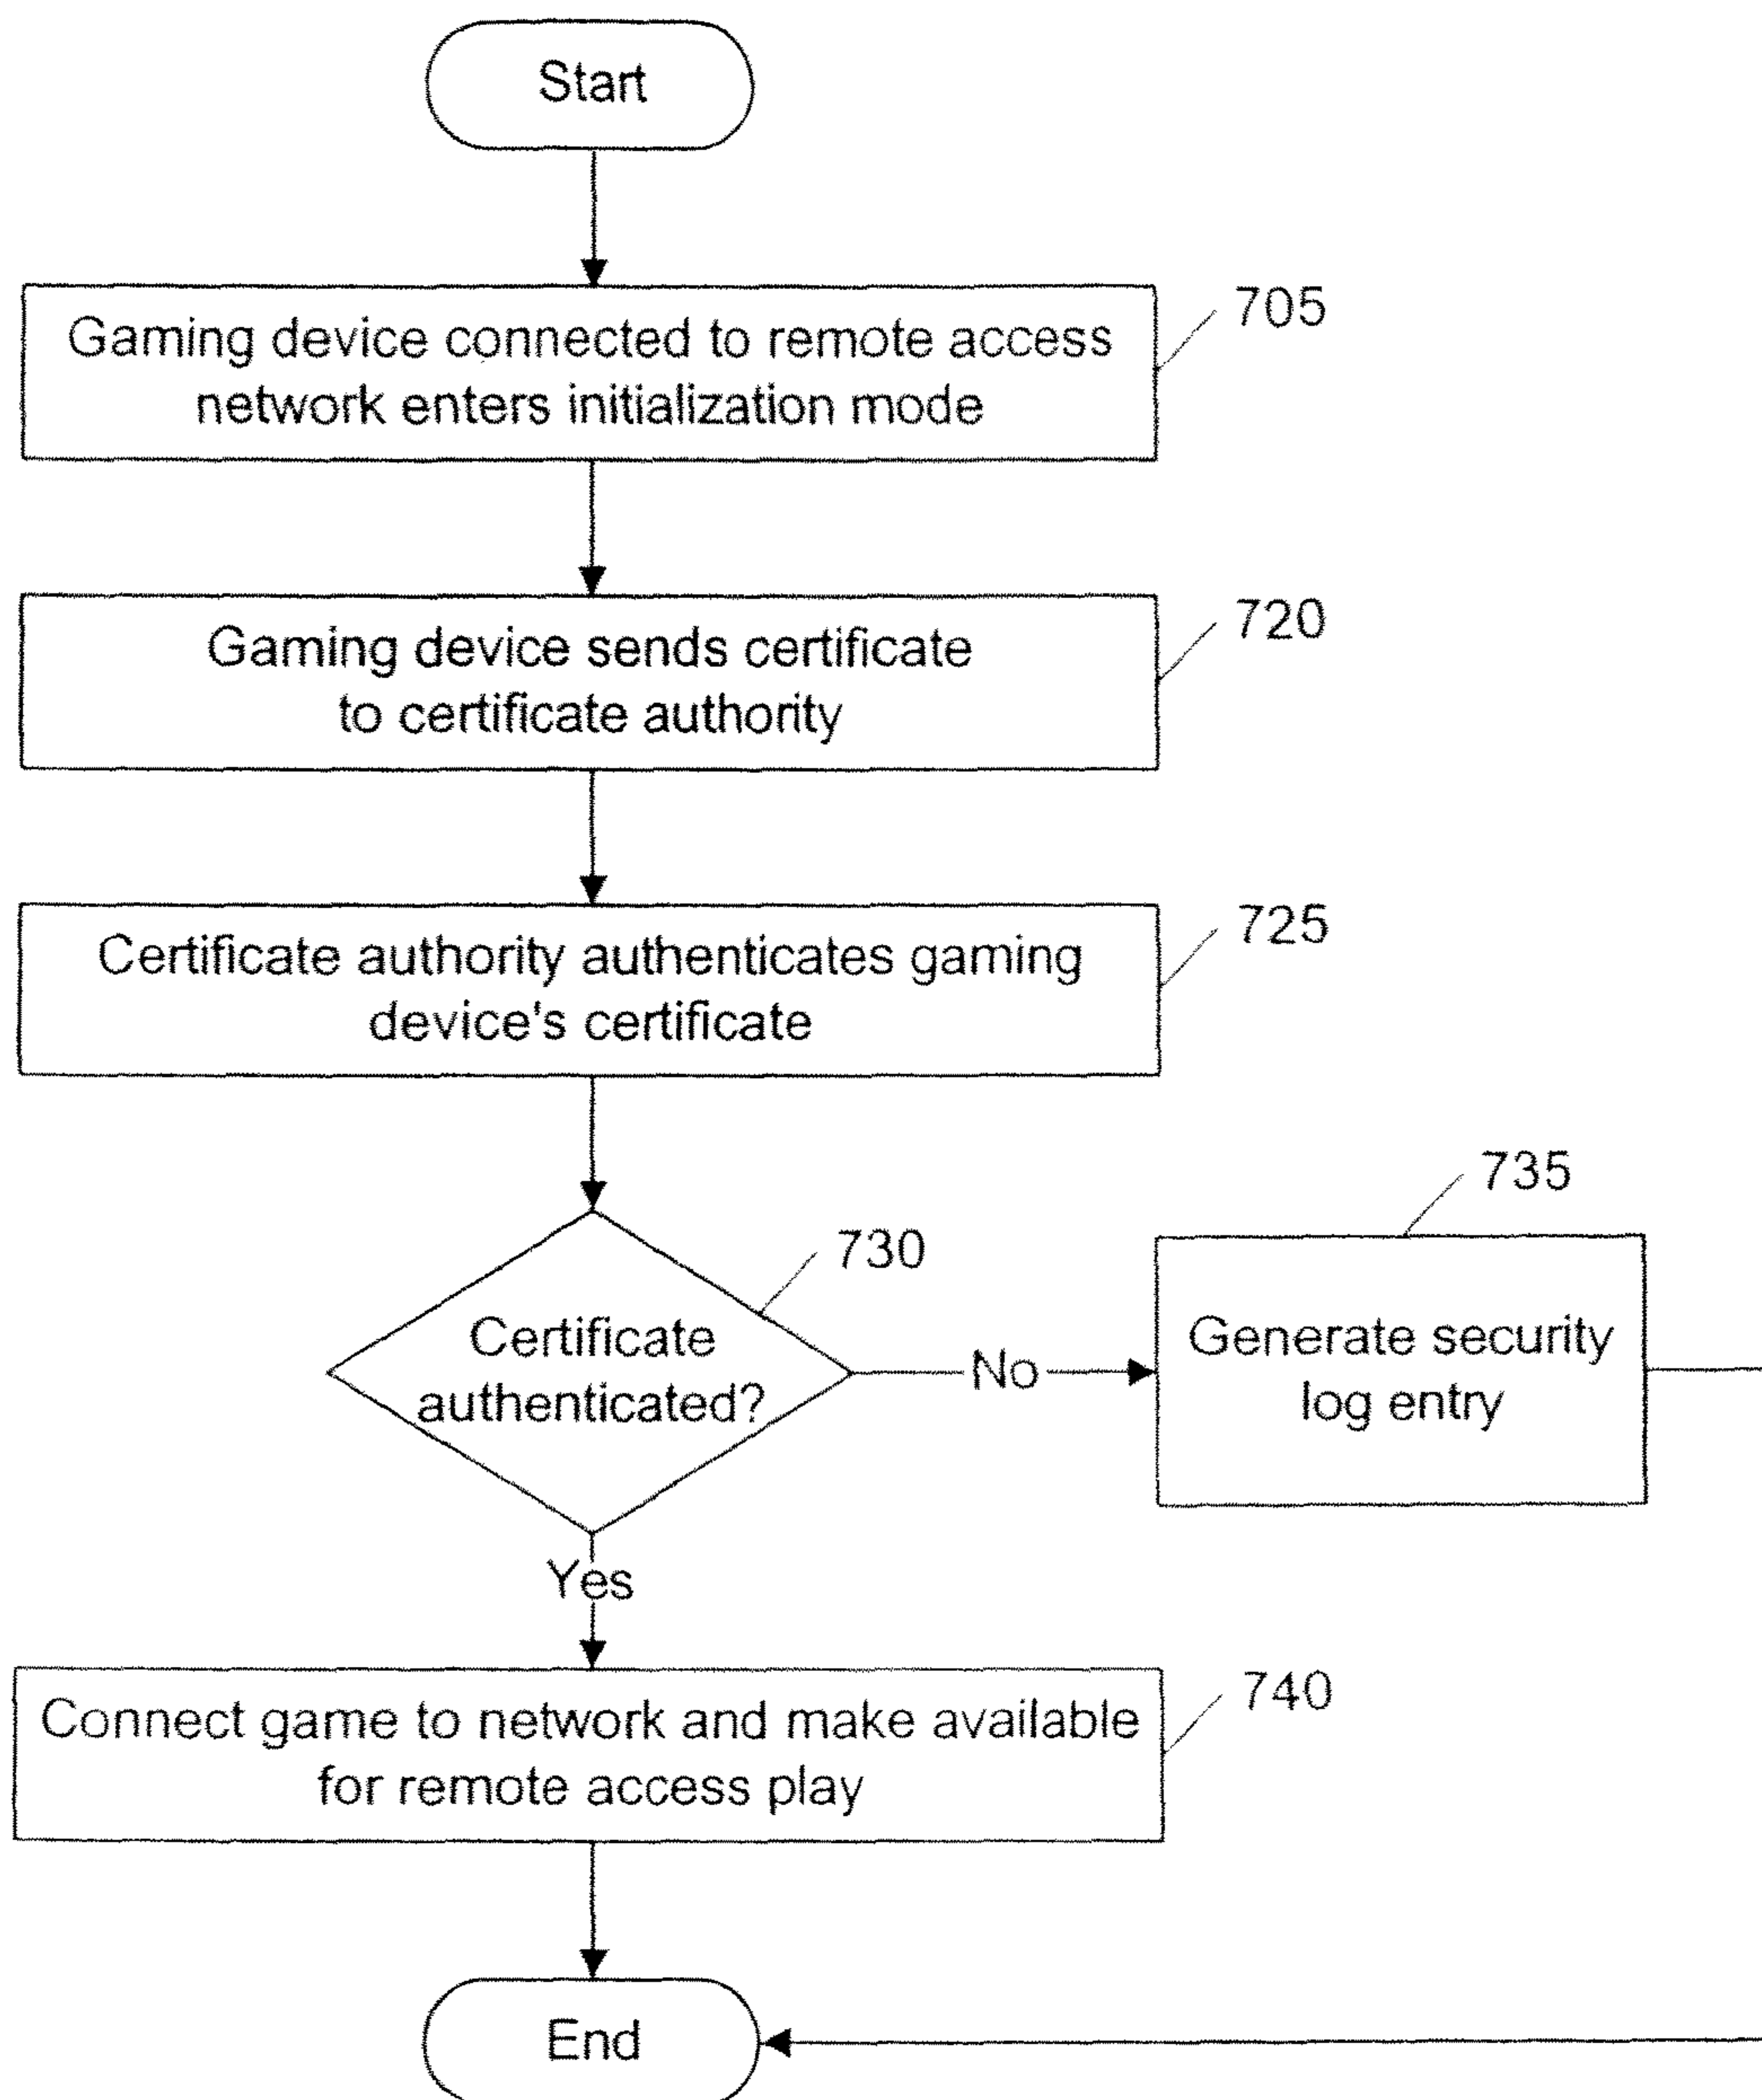 Start
Gaming device connected to remote access
network enters initialization mode
705
Gaming device sends certificate
to certificate authority
720
Certificate authority authenticates gaming
device's certificate
725
Certificate
authenticated?
730
No
Generate security
log entry
735
Yes
Connect game to network and make available
for remote access play
740
End